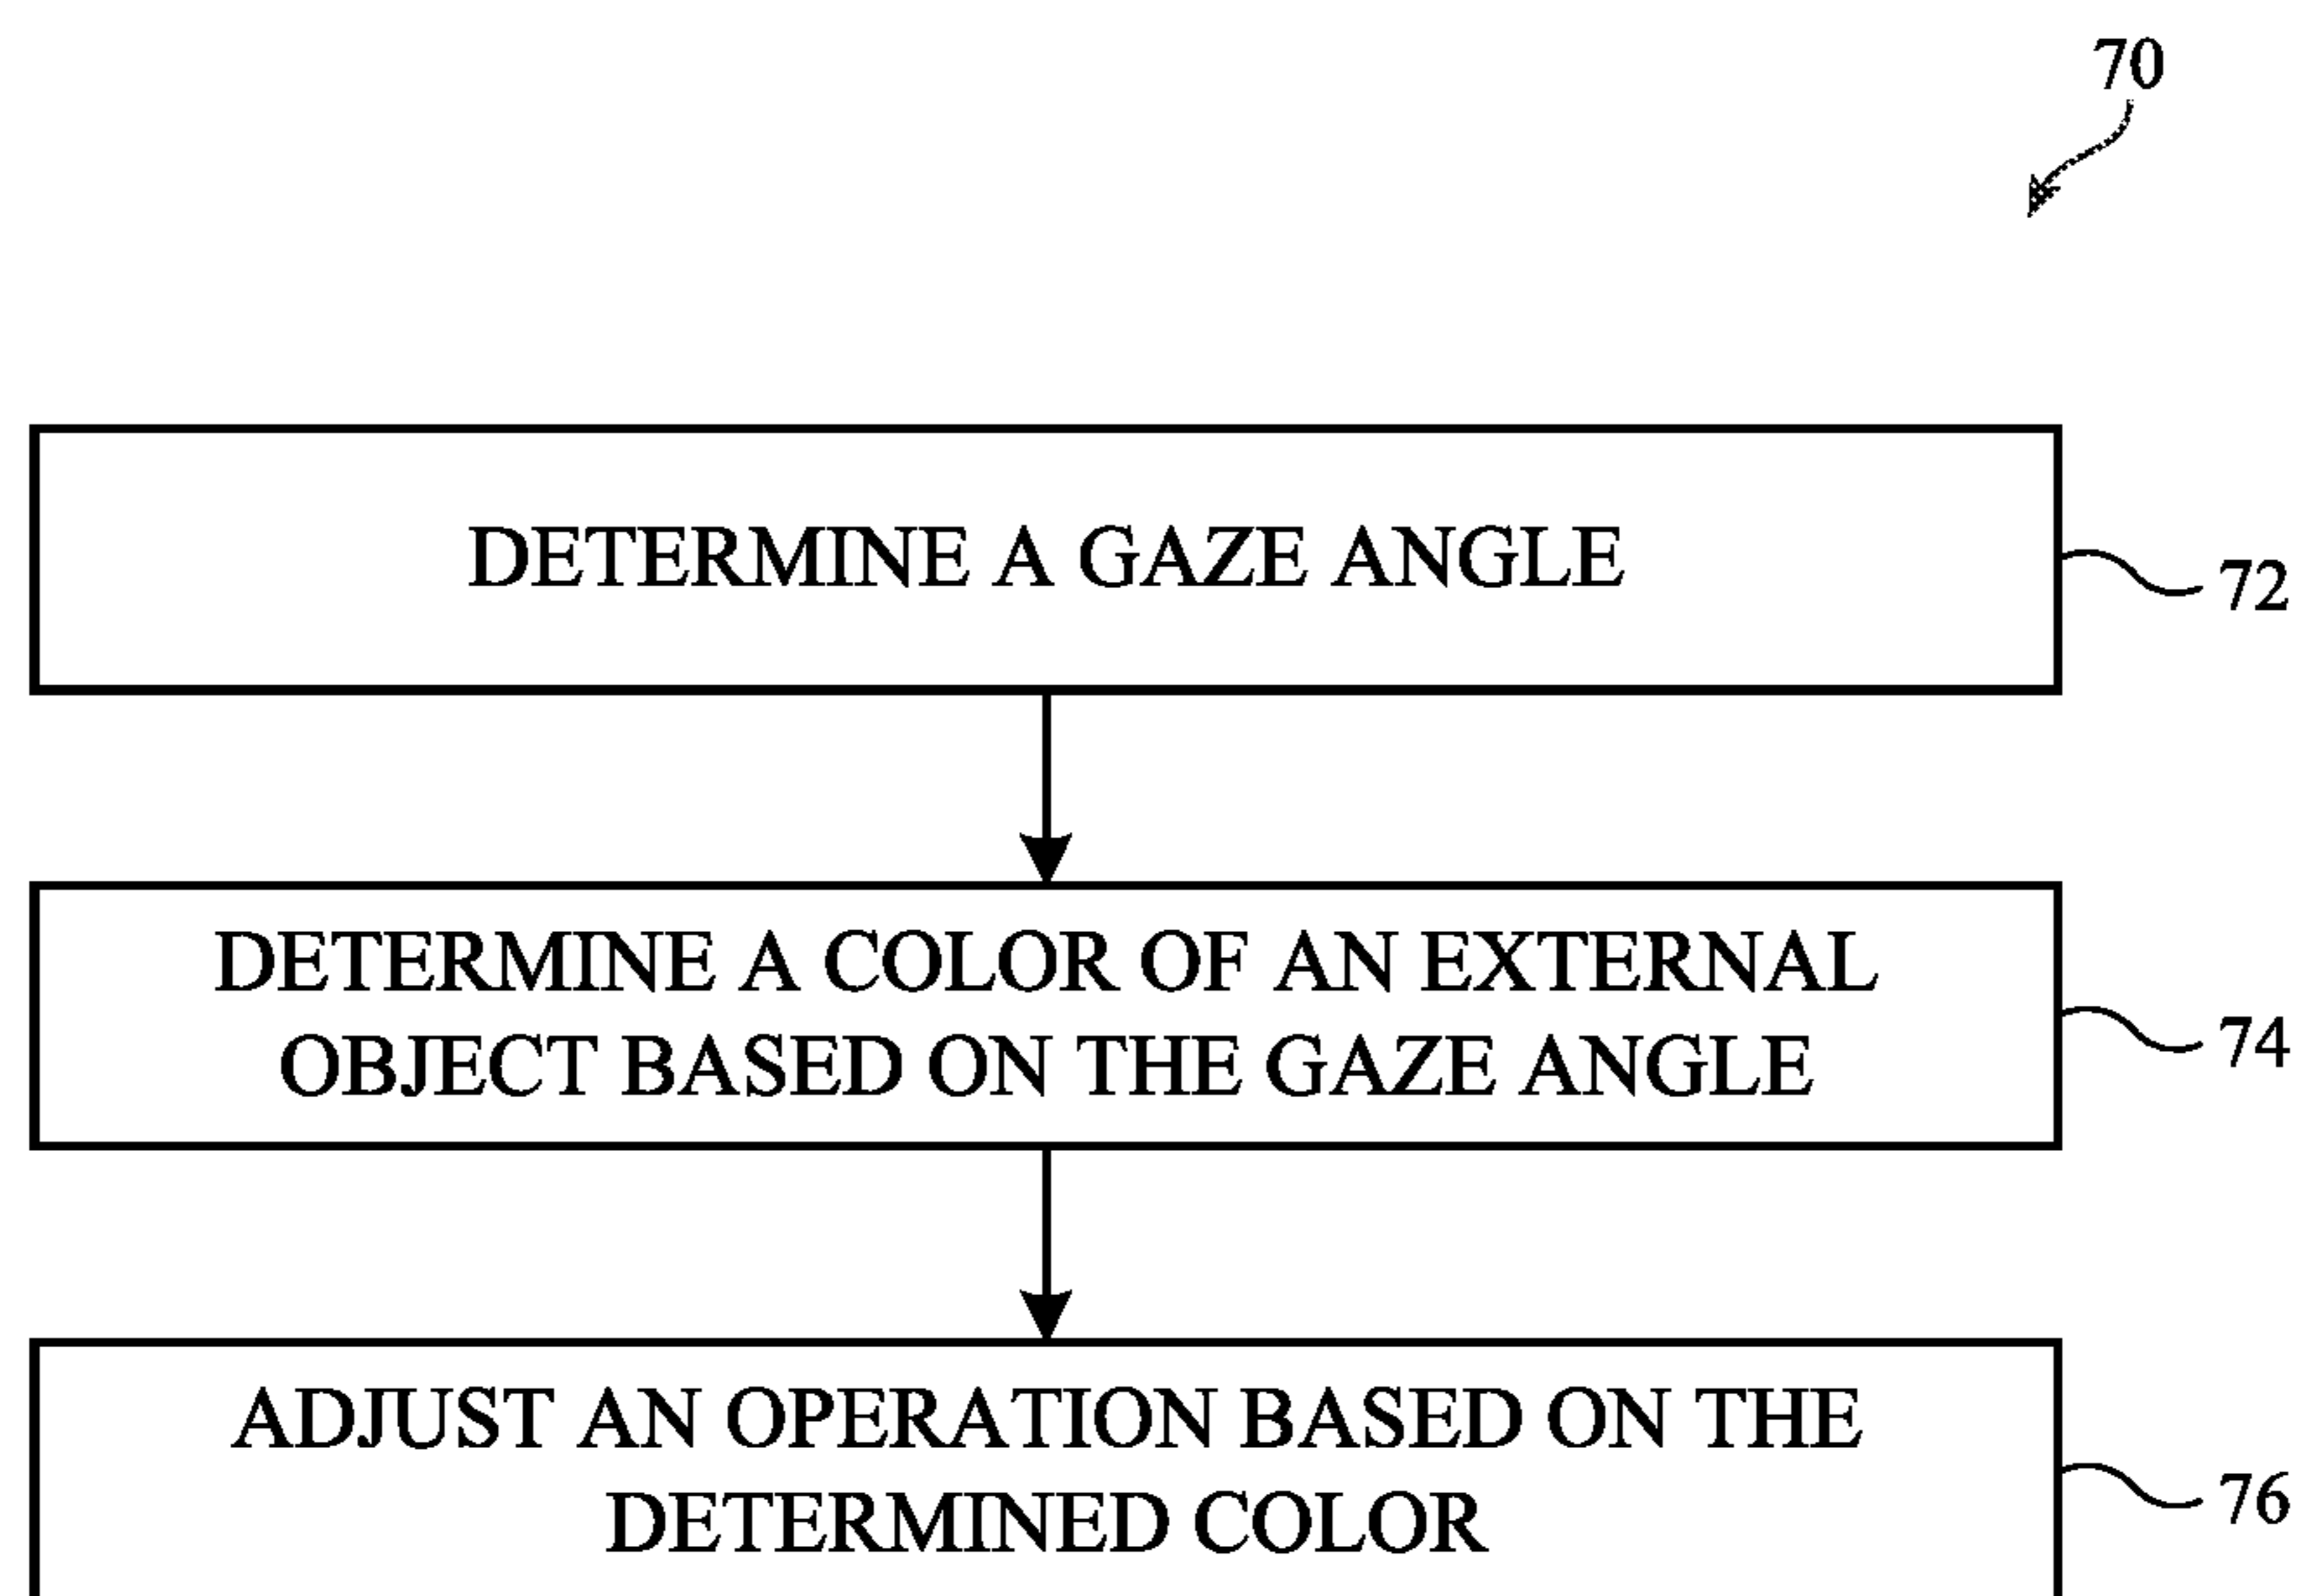 70
DETERMINE A GAZE ANGLE
72
DETERMINE A COLOR OF AN EXTERNAL
OBJECT BASED ON THE GAZE ANGLE
74
ADJUST AN OPERATION BASED ON THE
DETERMINED COLOR
76